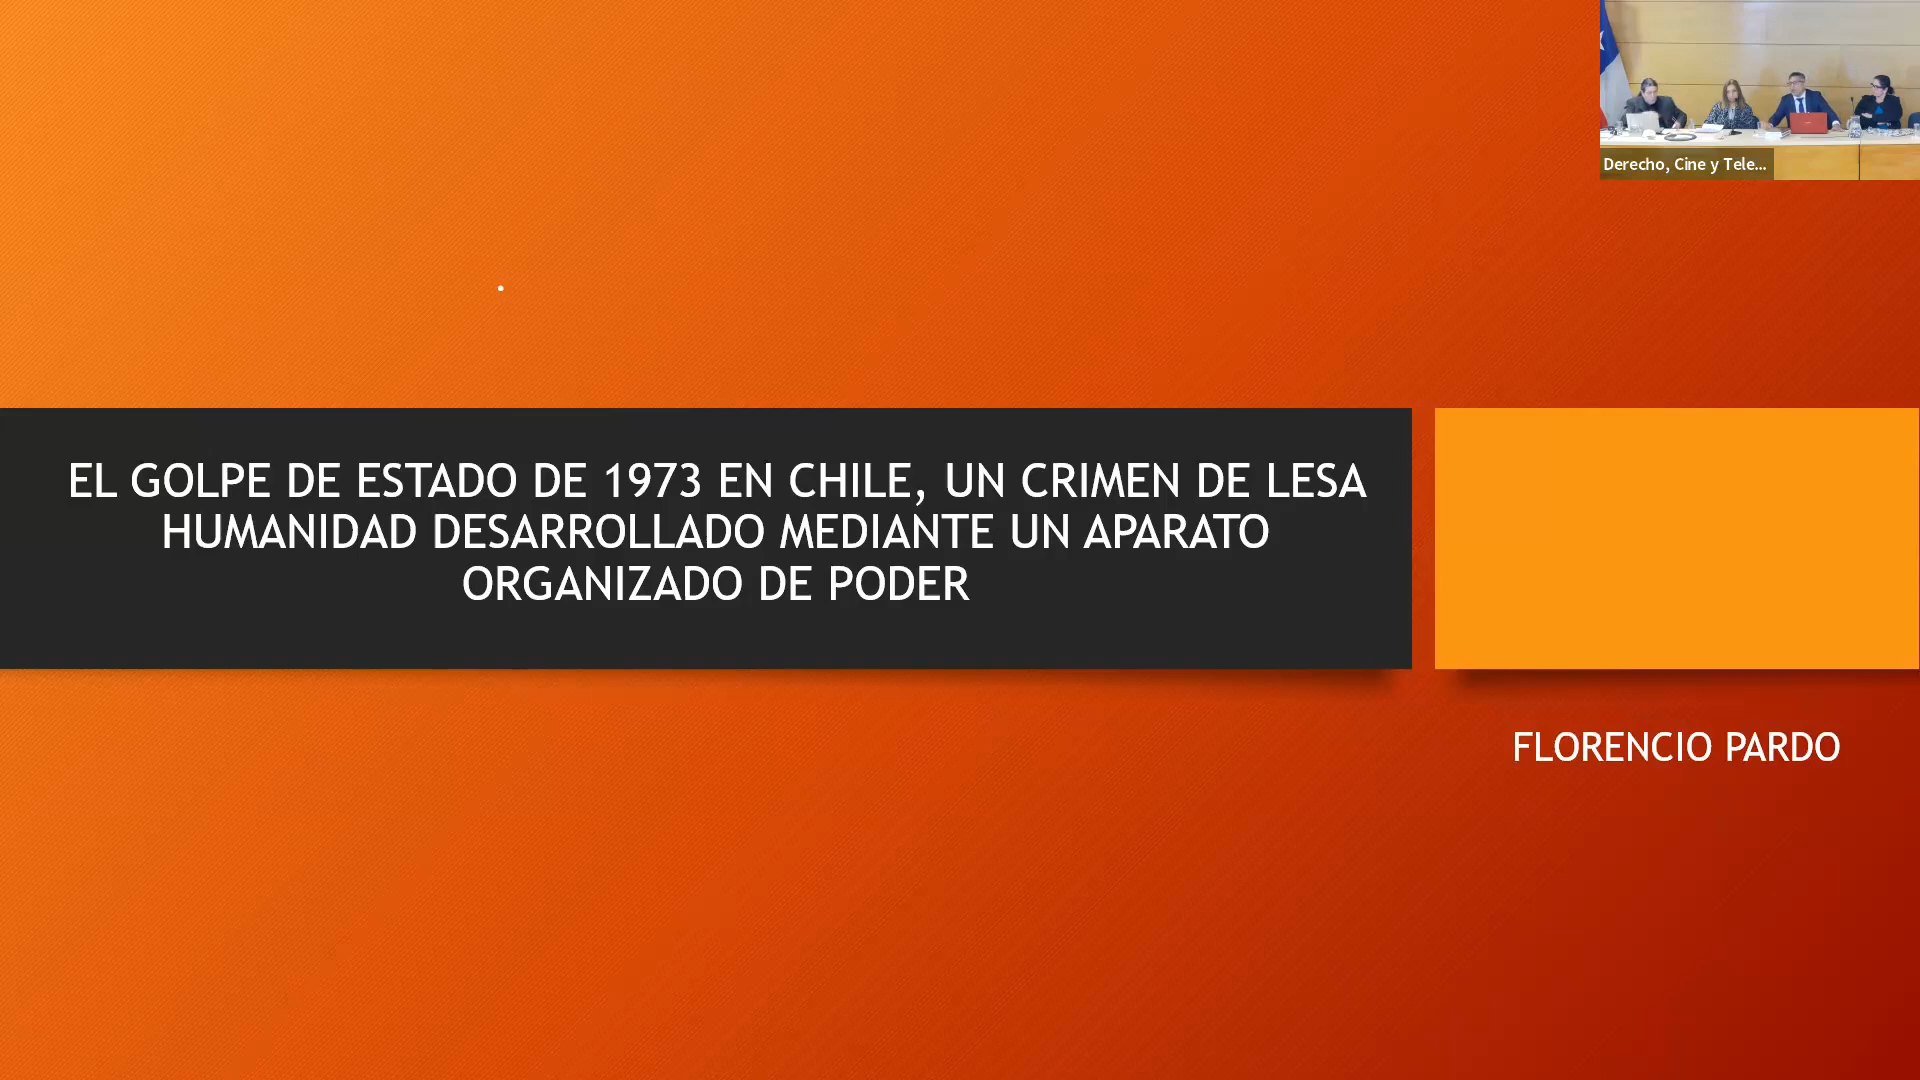 Derecho, Cine y Tele...
EL GOLPE DE ESTADO DE 1973 EN CHILE, UN CRIMEN DE LESA
HUMANIDAD DESARROLLADO MEDIANTE UN APARATO
ORGANIZADO DE PODER
FLORENCIO PARDO